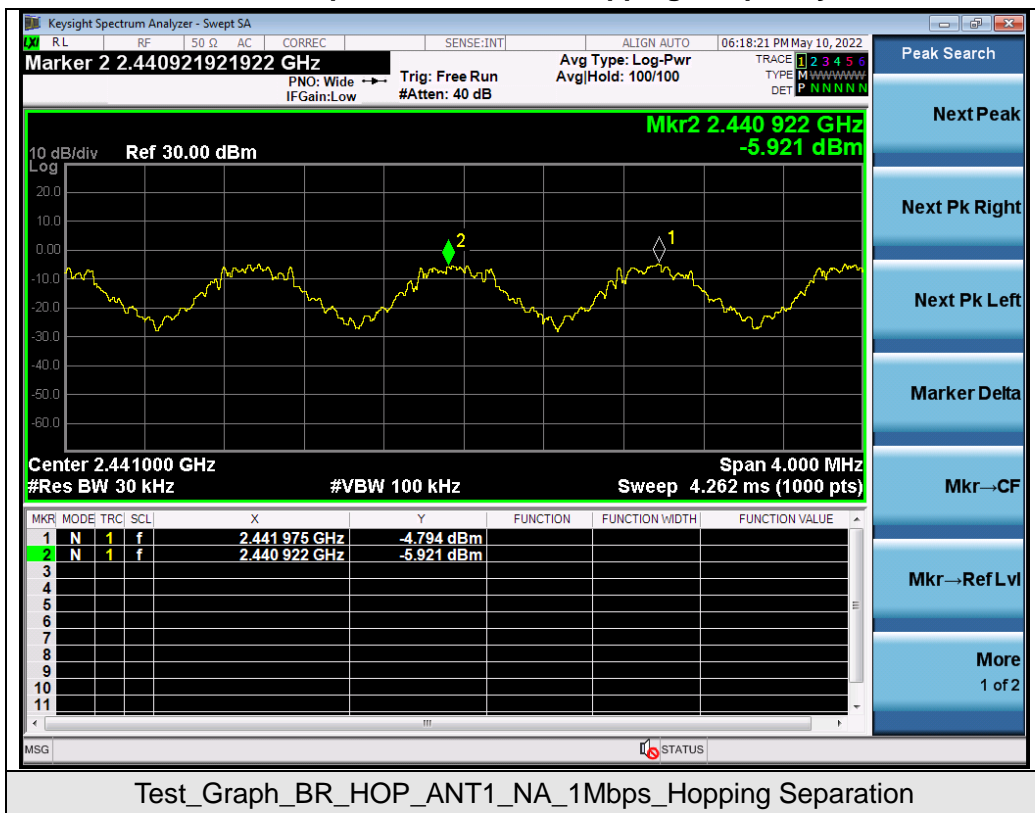 Keysight Spectrum Analyzer - Swept SA
LXI RL RF 50 Ω AC CORREC SENSE:INT ALIGN AUTO 06:18:21 PM May 10, 2022
Marker 2 2.440921921922 GHz
PNO: Wide
IFGain:Low
Trig: Free Run
#Atten: 40 dB
Avg Type: Log-Pwr
Avg|Hold: 100/100
TRACE 1 2 3 4 5 6
TYPE M WWWWW
DET P N N N N N
Peak Search
Mkr2 2.440 922 GHz
-5.921 dBm
10 dB/div Ref 30.00 dBm
Log
20.0
10.0
0.00
-10.0
-20.0
-30.0
-40.0
-50.0
-60.0
2
1
Center 2.441000 GHz Span 4.000 MHz
#Res BW 30 kHz #VBW 100 kHz Sweep 4.262 ms (1000 pts)
MKR MODE TRC SCL X Y FUNCTION FUNCTION WIDTH FUNCTION VALUE
1 N 1 f 2.441 975 GHz -4.794 dBm
2 N 1 f 2.440 922 GHz -5.921 dBm
3
4
5
6
7
8
9
10
11
Next Peak
Next Pk Right
Next Pk Left
Marker Delta
Mkr→CF
Mkr→Ref Lvl
More
1 of 2
MSG STATUS
Test_Graph_BR_HOP_ANT1_NA_1Mbps_Hopping Separation